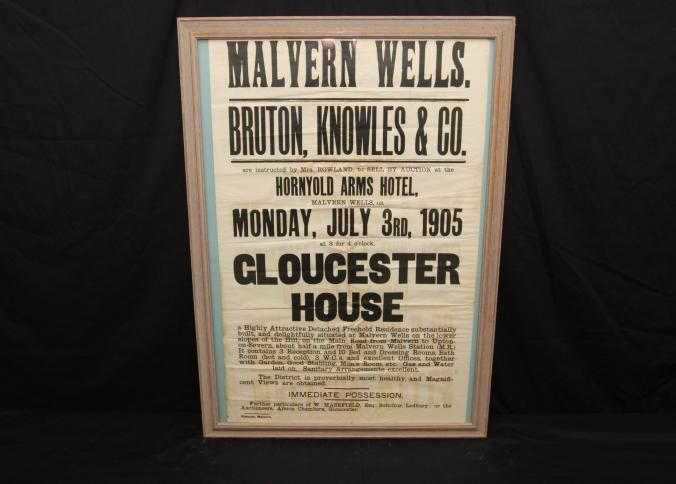 MALVERN WELLS.
BRUTON, KNOWLES & CO.
are instructed by Mrs. ROWLAND, to SELL BY AUCTION at the
HORNYOLD ARMS HOTEL,
MALVERN WELLS, on
MONDAY, JULY 3RD, 1905
at 3 for 4 o'clock,
GLOUCESTER
HOUSE
a Highly Attractive Detached Freehold Residence substantially
built, and delightfully situated at Malvern Wells on the lower
slopes of the Hill, on the Main Road from Malvern to Upton-
on-Severn, about half a mile from Malvern Wells Station (M.R.)
It contains 3 Reception, and 10 Bed and Dressing Rooms, Bath
Room (hot and cold), 3 W.C.s and excellent Offices, together
with Garden, Good Stabling, Man's Room, etc. Gas and Water
laid on. Sanitary Arrangements excellent.
The District is proverbially most healthy, and Magnifi-
cent Views are obtained.
IMMEDIATE POSSESSION.
Further particulars of W. MASEFIELD, Esq., Solicitor, Ledbury; or the
Auctioneers, Albion Chambers, Gloucester.